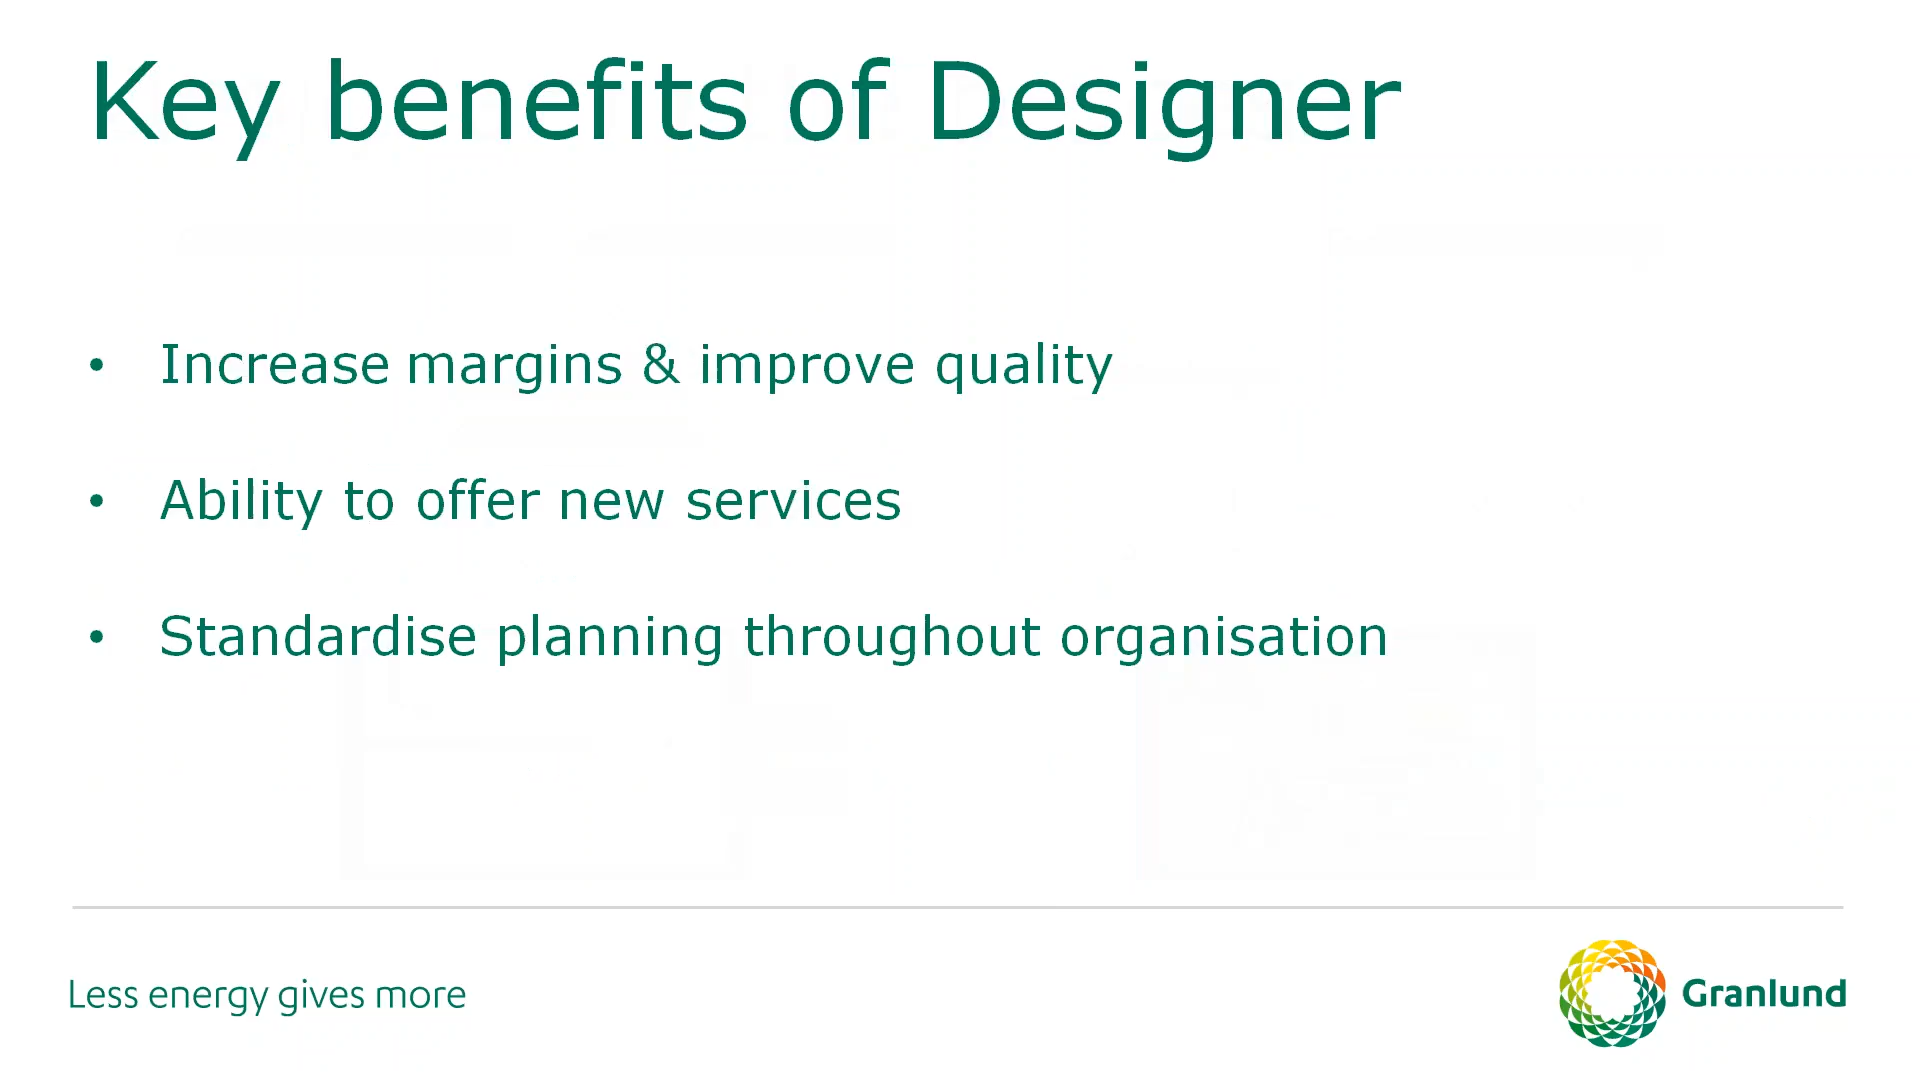 Key benefits of Designer
• Increase margins & improve quality
• Ability to offer new services
• Standardise planning throughout organisation
Less energy gives more
Granlund